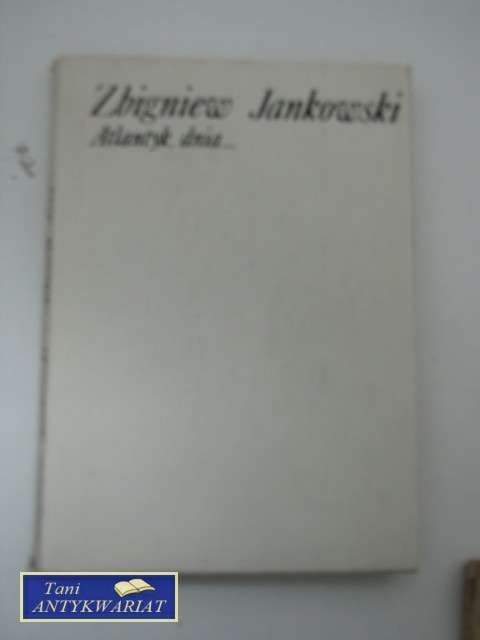 Zbigniew Jankowski
Atlantyk dnia...
Tani
ANTYKWARIAT